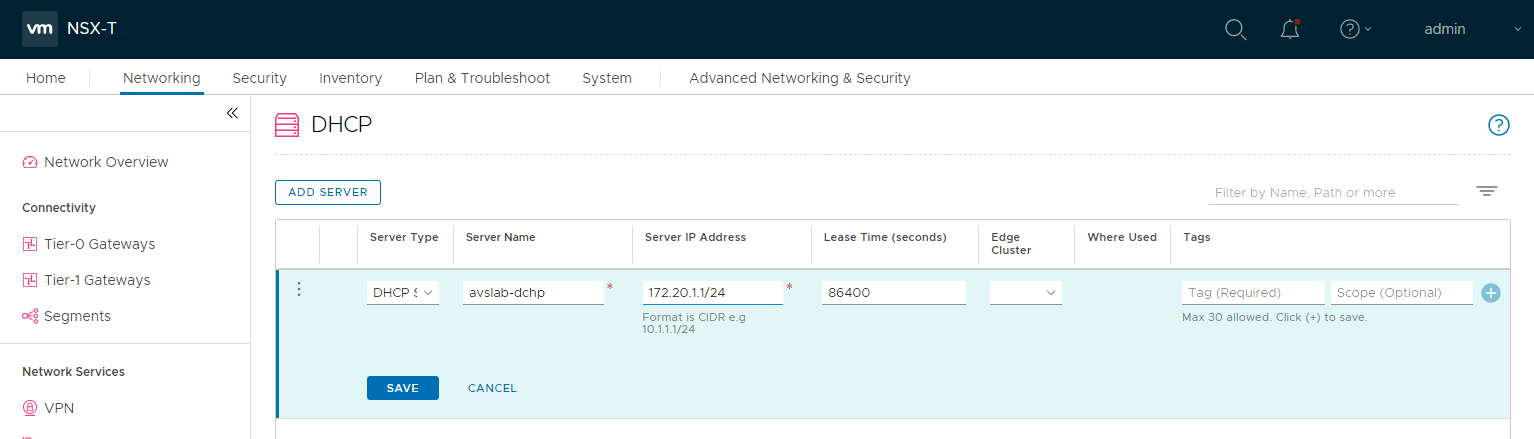 vm NSX-T admin
Home Networking Security Inventory Plan & Troubleshoot System Advanced Networking & Security
DHCP
Network Overview
ADD SERVER Filter by Name, Path or more
Connectivity
Server Type Server Name Server IP Address Lease Time (seconds) Edge Where Used Tags
Cluster
Tier-0 Gateways
Tier-1 Gateways
DHCP S avslab-dchp * 172.20.1.1/24 * 86400 Tag (Required) Scope (Optional)
Segments
Format is CIDR e.g Max 30 allowed. Click (+) to save.
10.1.1.1/24
Network Services
SAVE CANCEL
VPN